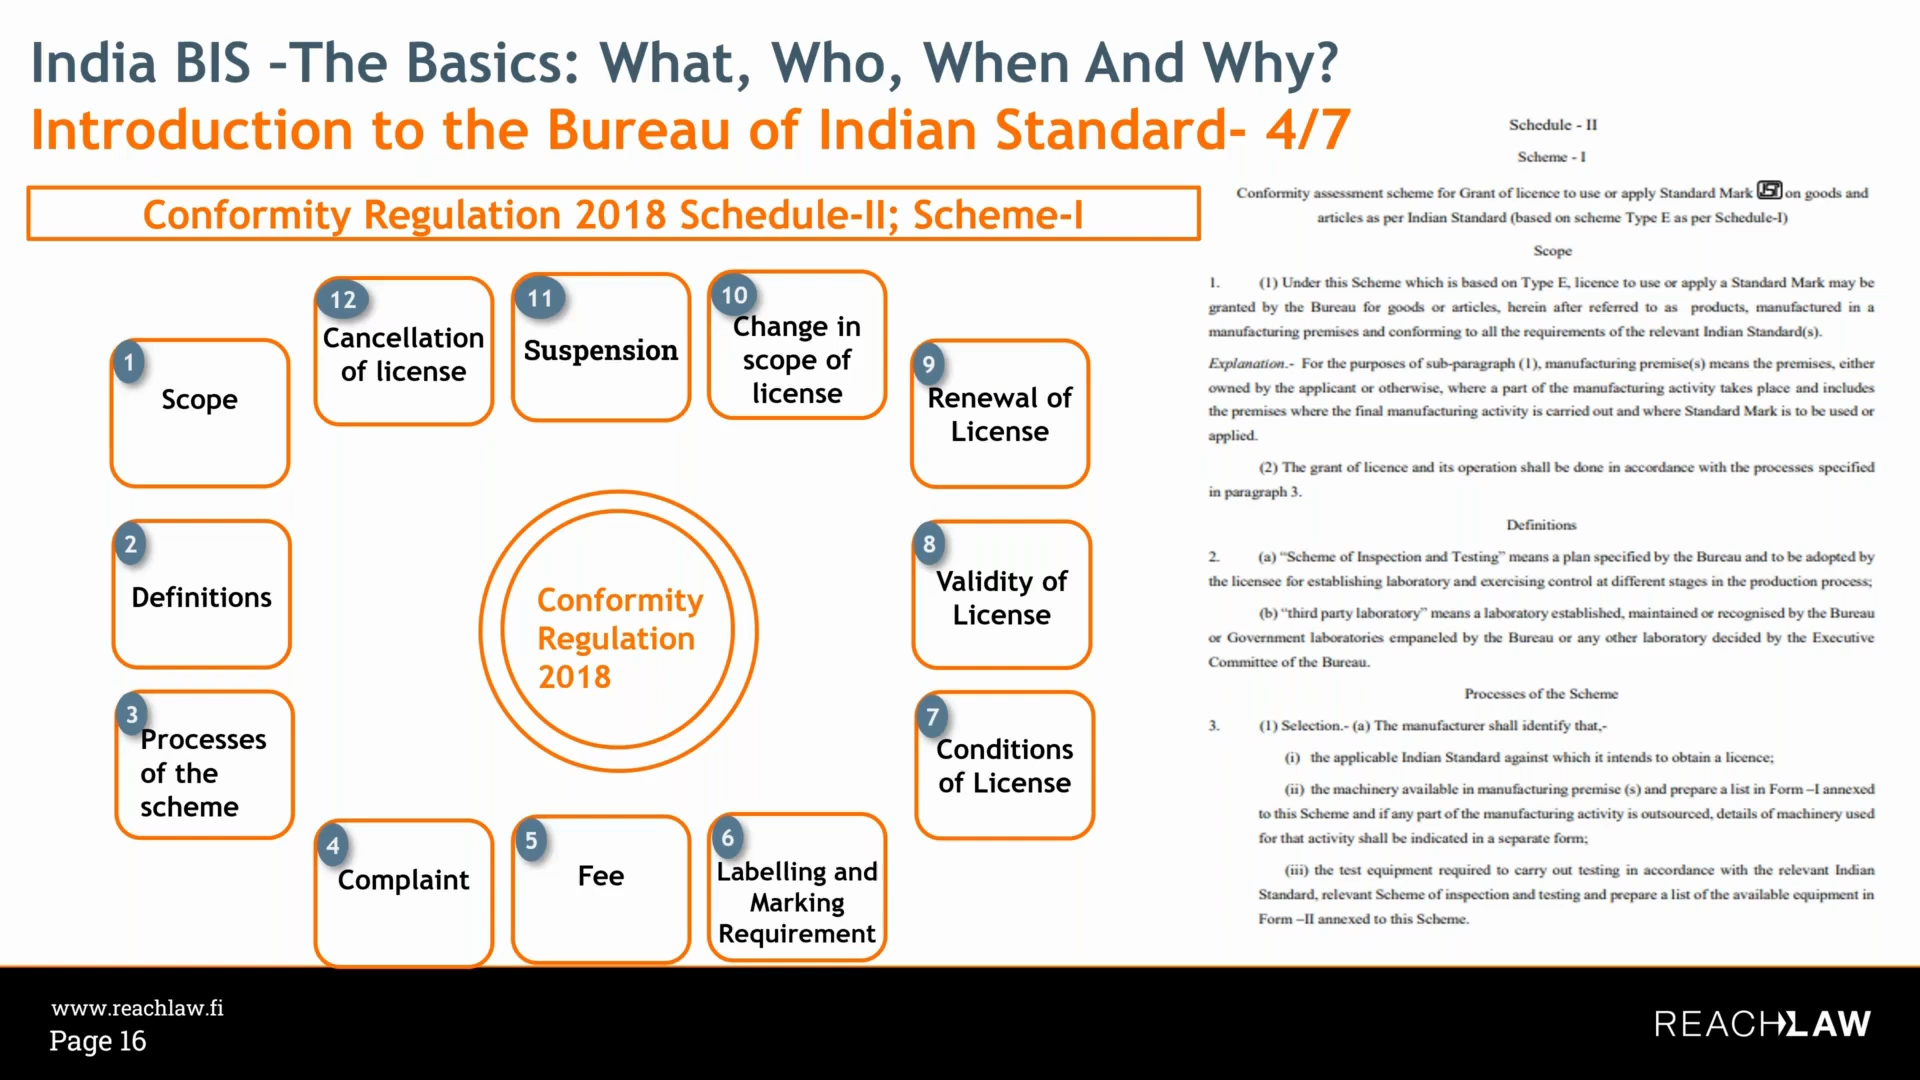 India BIS –The Basics: What, Who, When And Why?
Introduction to the Bureau of Indian Standard- 4/7
Conformity Regulation 2018 Schedule-II; Scheme-I
1
Scope
2
Definitions
3
Processes
of the
scheme
4
Complaint
5
Fee
6
Labelling and
Marking
Requirement
7
Conditions
of License
8
Validity of
License
9
Renewal of
License
10
Change in
scope of
license
11
Suspension
12
Cancellation
of license
Conformity
Regulation
2018
Schedule - II
Scheme - I
Conformity assessment scheme for Grant of licence to use or apply Standard Mark ISI on goods and
articles as per Indian Standard (based on scheme Type E as per Schedule-I)
Scope
1. (1) Under this Scheme which is based on Type E, licence to use or apply a Standard Mark may be
granted by the Bureau for goods or articles, herein after referred to as products, manufactured in a
manufacturing premises and conforming to all the requirements of the relevant Indian Standard(s).
Explanation.- For the purposes of sub-paragraph (1), manufacturing premise(s) means the premises, either
owned by the applicant or otherwise, where a part of the manufacturing activity takes place and includes
the premises where the final manufacturing activity is carried out and where Standard Mark is to be used or
applied.
(2) The grant of licence and its operation shall be done in accordance with the processes specified
in paragraph 3.
Definitions
2. (a) “Scheme of Inspection and Testing” means a plan specified by the Bureau and to be adopted by
the licensee for establishing laboratory and exercising control at different stages in the production process;
(b) “third party laboratory” means a laboratory established, maintained or recognised by the Bureau
or Government laboratories empaneled by the Bureau or any other laboratory decided by the Executive
Committee of the Bureau.
Processes of the Scheme
3. (1) Selection.- (a) The manufacturer shall identify that,-
(i) the applicable Indian Standard against which it intends to obtain a licence;
(ii) the machinery available in manufacturing premise (s) and prepare a list in Form –I annexed
to this Scheme and if any part of the manufacturing activity is outsourced, details of machinery used
for that activity shall be indicated in a separate form;
(iii) the test equipment required to carry out testing in accordance with the relevant Indian
Standard, relevant Scheme of inspection and testing and prepare a list of the available equipment in
Form –II annexed to this Scheme.
www.reachlaw.fi
Page 16
REACHLAW